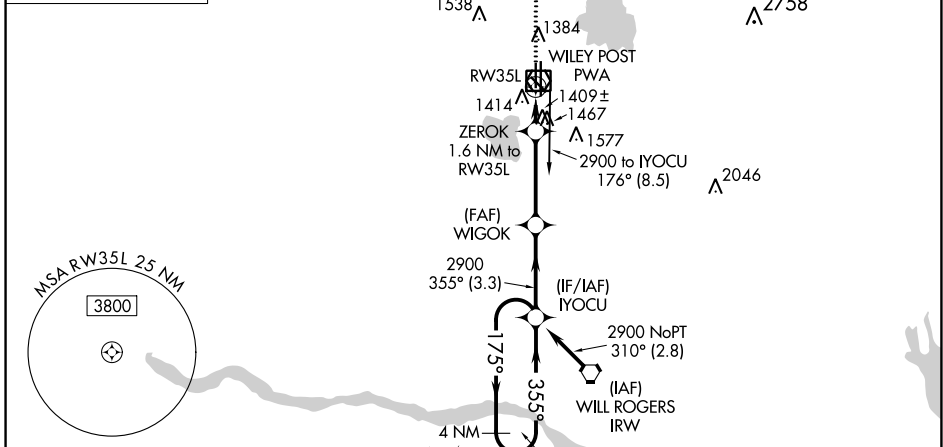 1538
2758
1384
WILEY POST
PWA
RW35L
1409±
1414
1467
ZEROK
1.6 NM to
RW35L
1577
2900 to IYOCU
176° (8.5)
2046
(FAF)
WIGOK
MSA RW35L 25 NM
3800
2900
355° (3.3)
(IF/IAF)
IYOCU
2900 NoPT
310° (2.8)
175°
355°
(IAF)
WILL ROGERS
IRW
4 NM